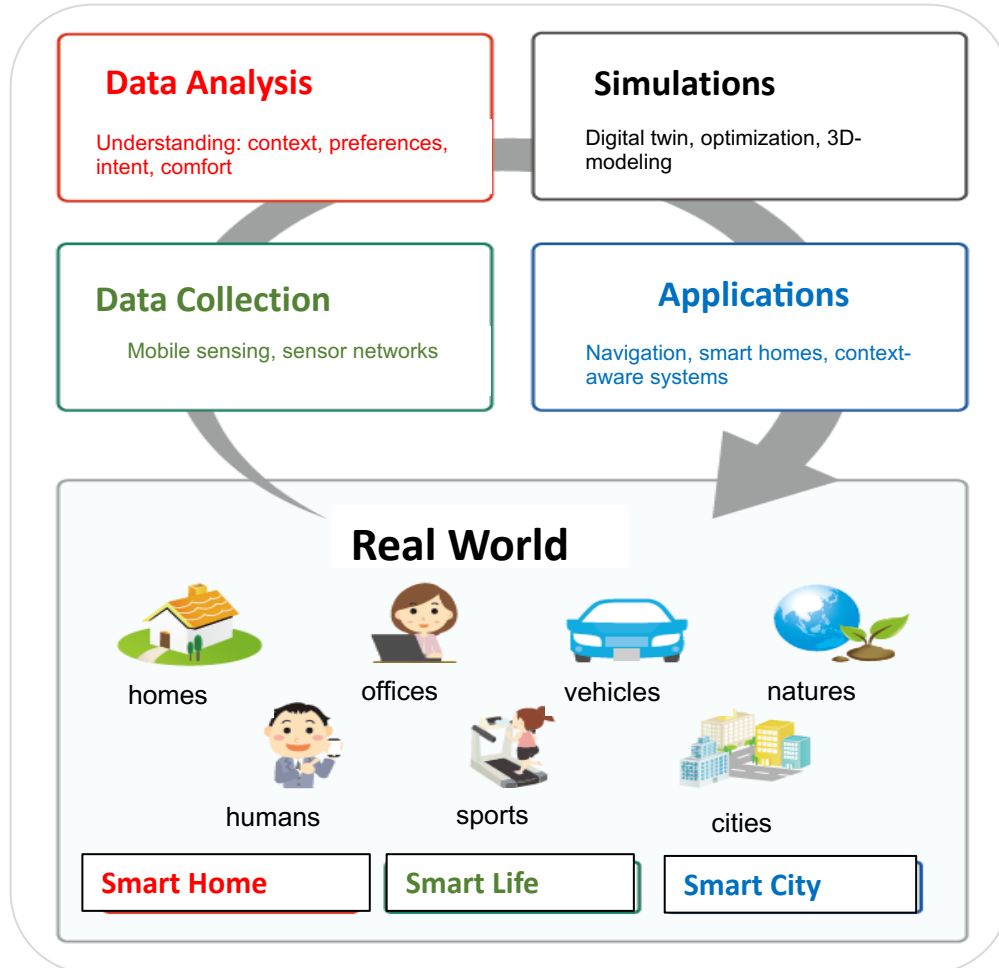 Data Analysis
Understanding: context, preferences,
intent, comfort
Simulations
Digital twin, optimization, 3D-
modeling
Data Collection
Mobile sensing, sensor networks
Applications
Navigation, smart homes, context-
aware systems
Real World
homes
offices
vehicles
natures
humans
sports
cities
Smart Home
Smart Life
Smart City